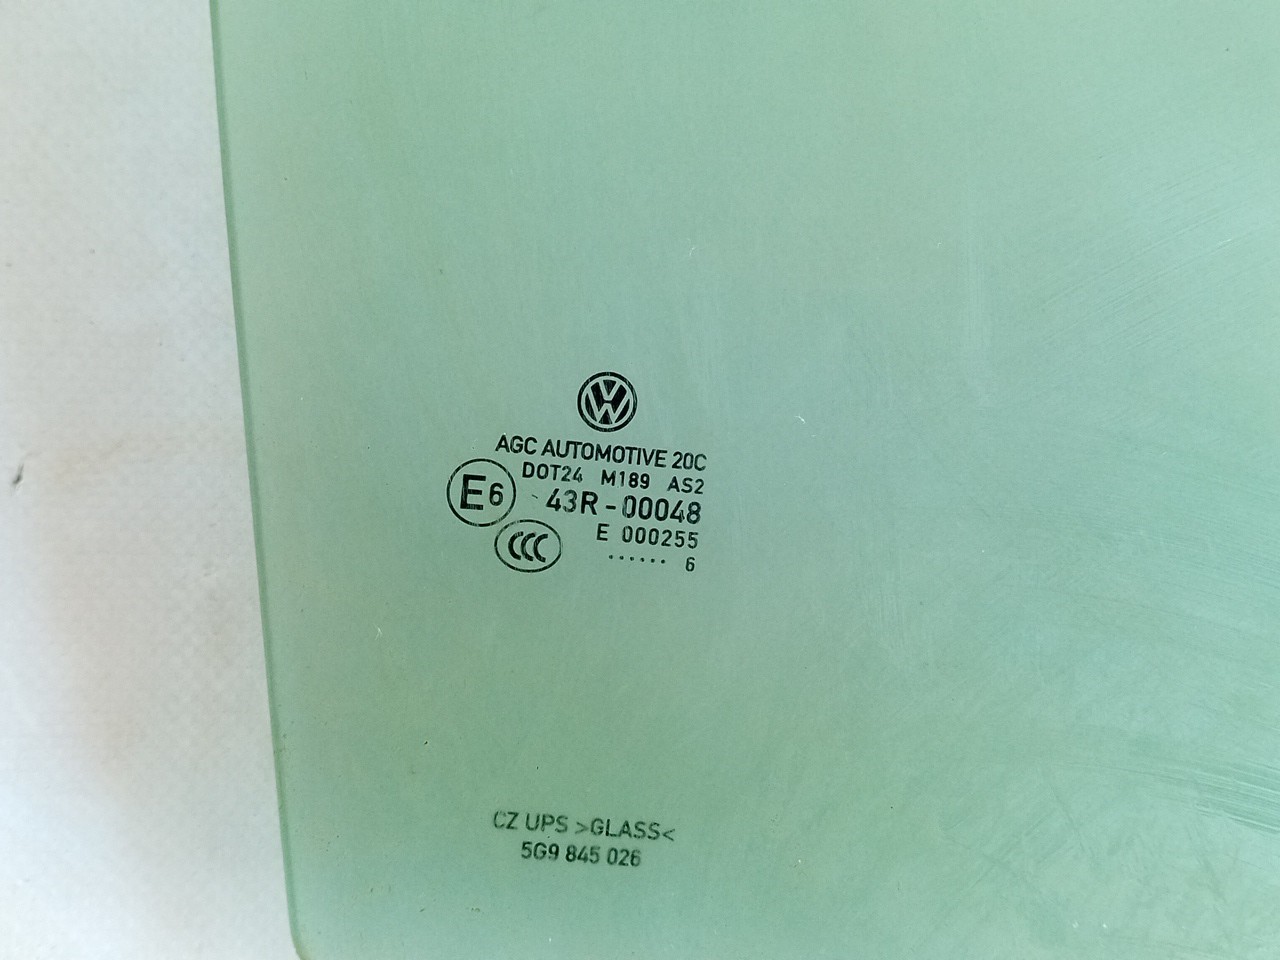 AGC AUTOMOTIVE 20C
DOT24 M189 AS2
E6 43R-00048
E 000255
CCC
...... 6
CZ UPS >GLASS<
5G9 845 026